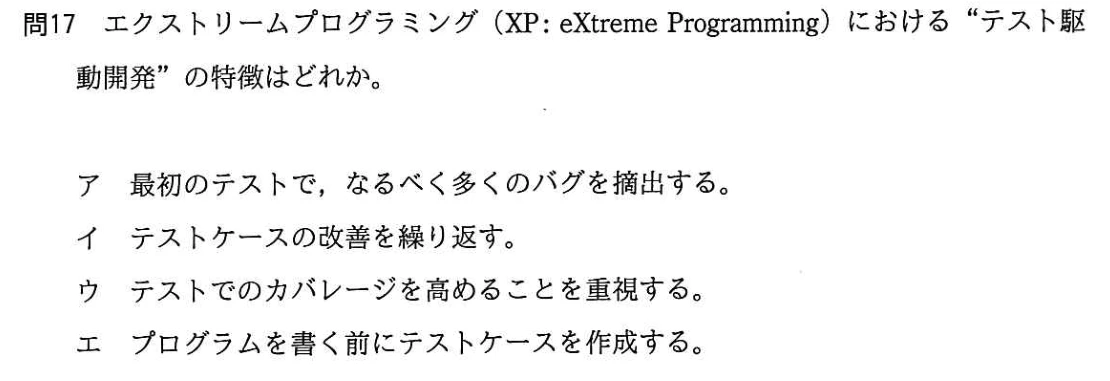 問17 エクストリームプログラミング（XP: eXtreme Programming）における“テスト駆
動開発”の特徴はどれか。
ア 最初のテストで，なるべく多くのバグを摘出する。
イ テストケースの改善を繰り返す。
ウ テストでのカバレージを高めることを重視する。
エ プログラムを書く前にテストケースを作成する。